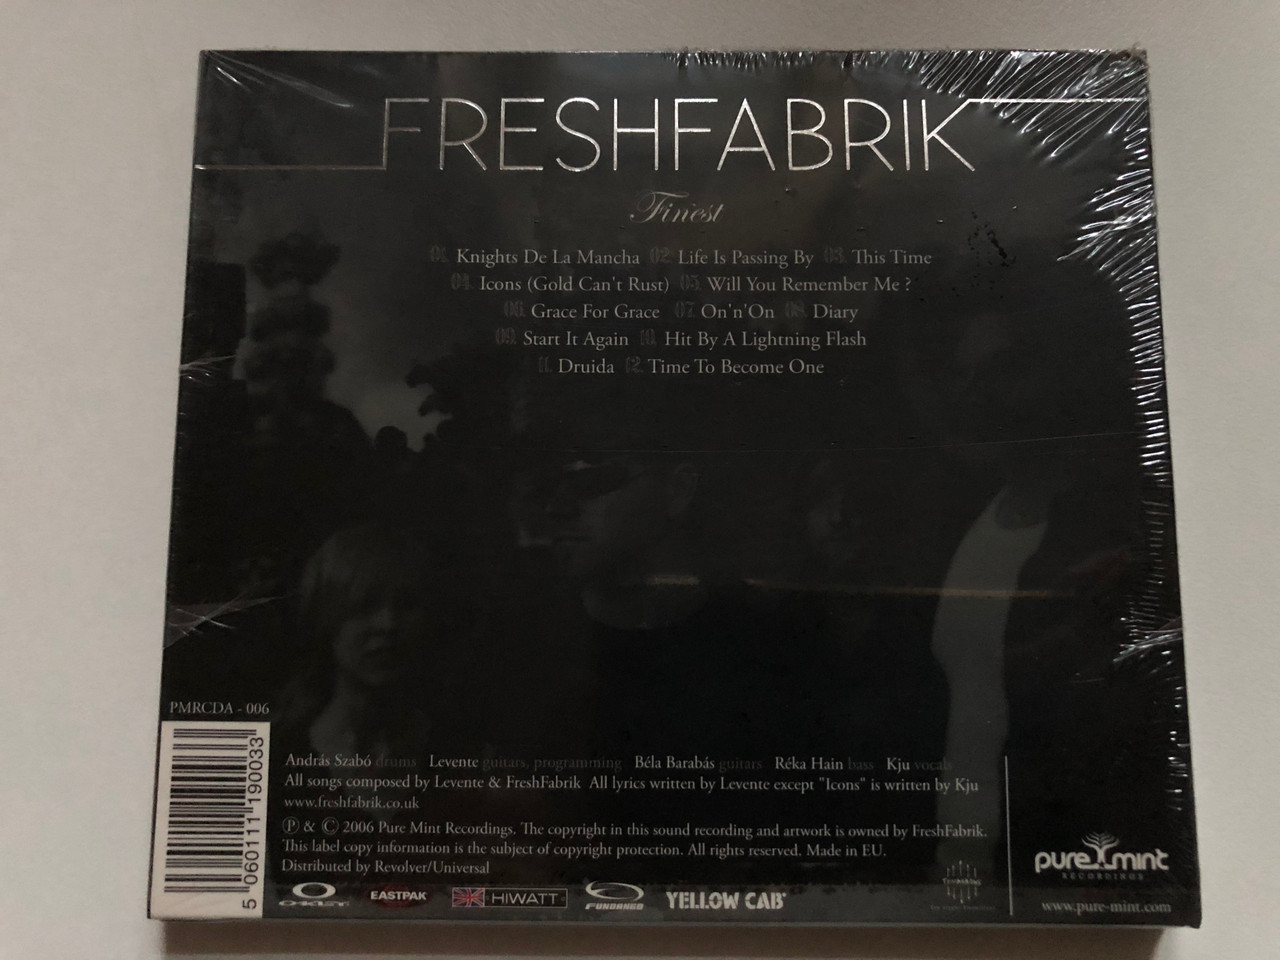 FRESHFABRIK
Finest
01. Knights De La Mancha 02. Life Is Passing By 03. This Time
04. Icons (Gold Can't Rust) 05. Will You Remember Me ?
06. Grace For Grace 07. On'n'On 08. Diary
09. Start It Again 10. Hit By A Lightning Flash
11. Druida 12. Time To Become One
PMRCDA - 006
5 060111 190033
András Szabó drums Levente guitars, programming Béla Barabás guitars Réka Hain bass Kju vocals
All songs composed by Levente & FreshFabrik All lyrics written by Levente except "Icons" is written by Kju
www.freshfabrik.co.uk
Ⓟ & © 2006 Pure Mint Recordings. The copyright in this sound recording and artwork is owned by FreshFabrik.
This label copy information is the subject of copyright protection. All rights reserved. Made in EU.
Distributed by Revolver/Universal
OAKLEY EASTPAK HIWATT FUNDANGO YELLOW CAB
pure mint
RECORDINGS
www.pure-mint.com